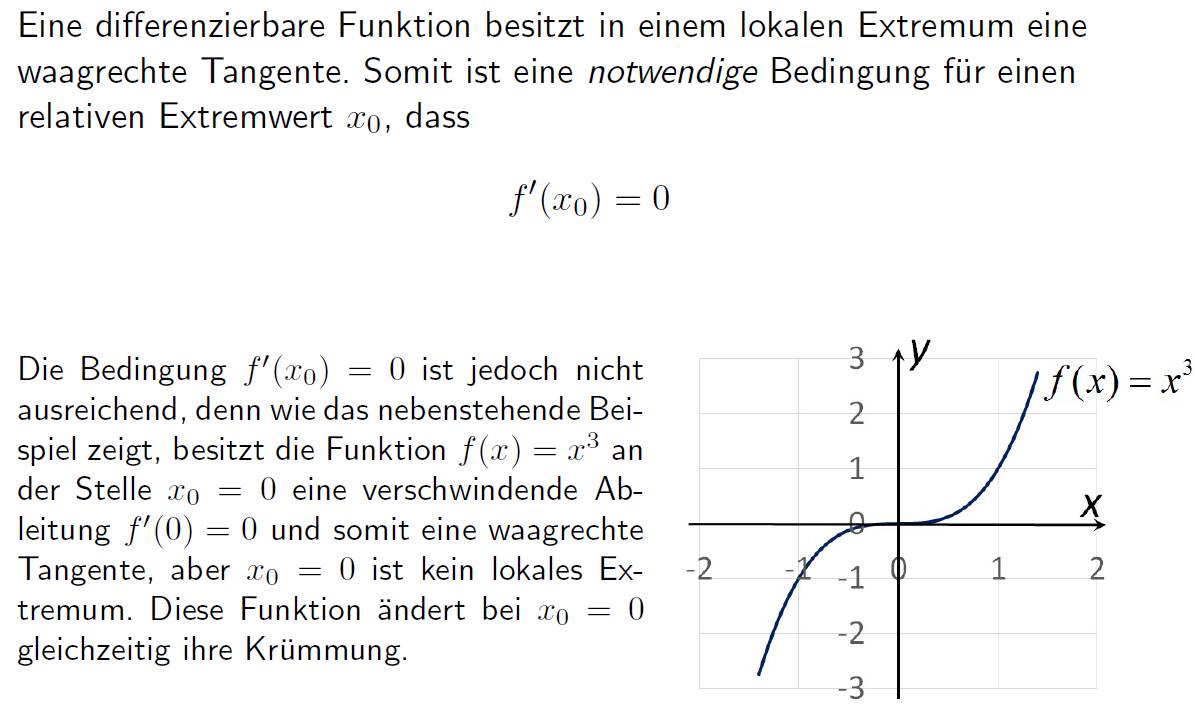 Eine differenzierbare Funktion besitzt in einem lokalen Extremum eine
waagrechte Tangente. Somit ist eine notwendige Bedingung für einen
relativen Extremwert x₀, dass
f′(x₀) = 0
Die Bedingung f′(x₀) = 0 ist jedoch nicht
ausreichend, denn wie das nebenstehende Bei-
spiel zeigt, besitzt die Funktion f(x) = x³ an
der Stelle x₀ = 0 eine verschwindende Ab-
leitung f′(0) = 0 und somit eine waagrechte
Tangente, aber x₀ = 0 ist kein lokales Ex-
tremum. Diese Funktion ändert bei x₀ = 0
gleichzeitig ihre Krümmung.
y
f(x) = x³
x
3
2
1
0
-1
-2
-3
-2 -1 0 1 2